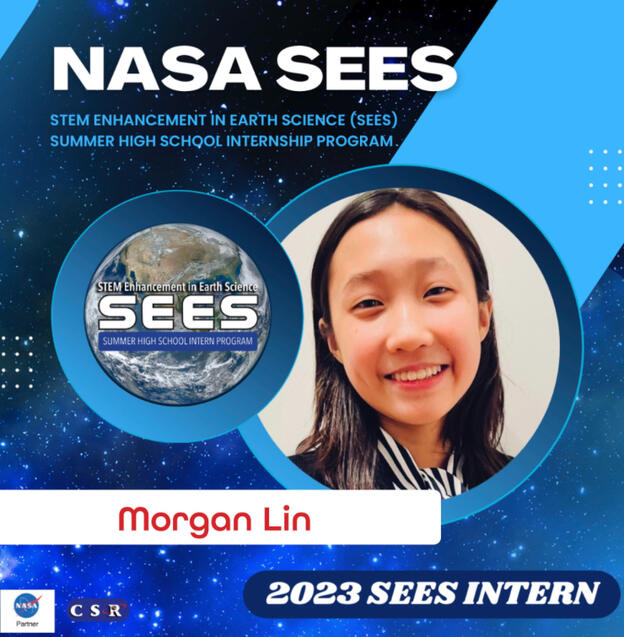 NASA SEES
STEM ENHANCEMENT IN EARTH SCIENCE (SEES)
SUMMER HIGH SCHOOL INTERNSHIP PROGRAM
STEM Enhancement in Earth Science
SEES
SUMMER HIGH SCHOOL INTERN PROGRAM
Morgan Lin
2023 SEES INTERN
NASA
Partner
CSR